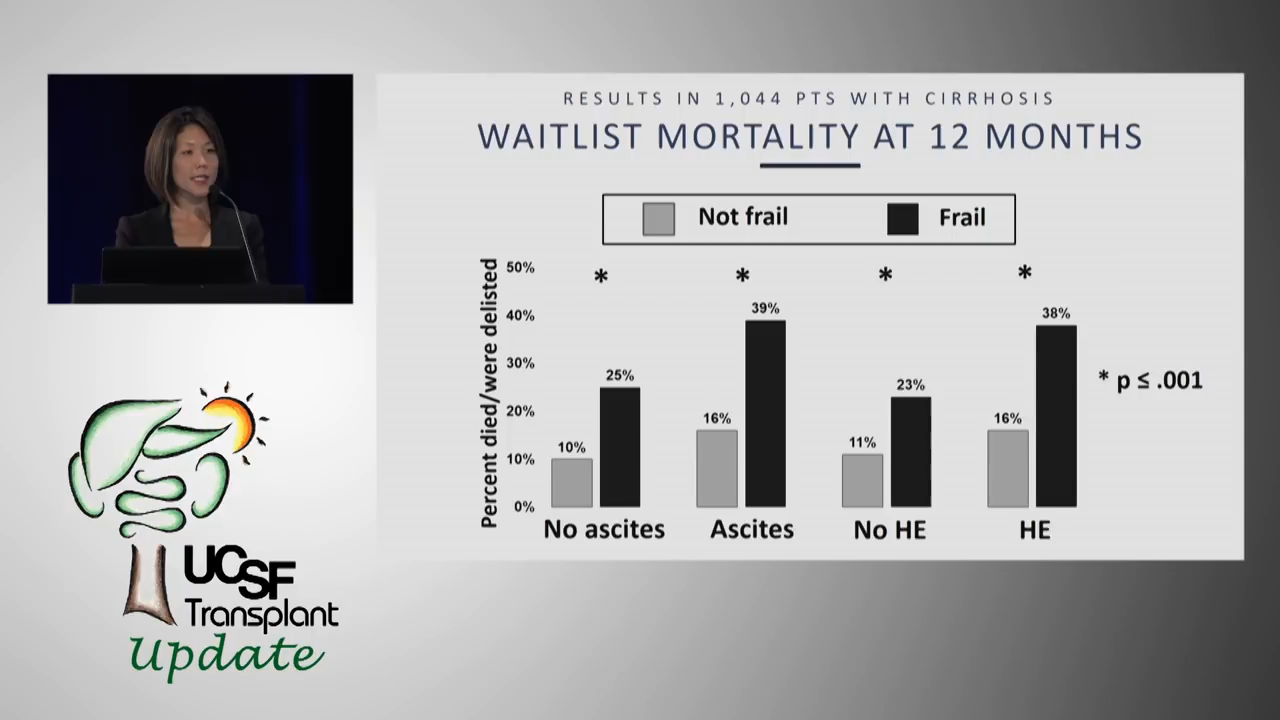 RESULTS IN 1,044 PTS WITH CIRRHOSIS
WAITLIST MORTALITY AT 12 MONTHS
Not frail Frail
Percent died/were delisted
50%
40%
30%
20%
10%
0%
* * * *
10% 25% 16% 39% 11% 23% 16% 38%
* p ≤ .001
No ascites Ascites No HE HE
UCSF
Transplant
Update